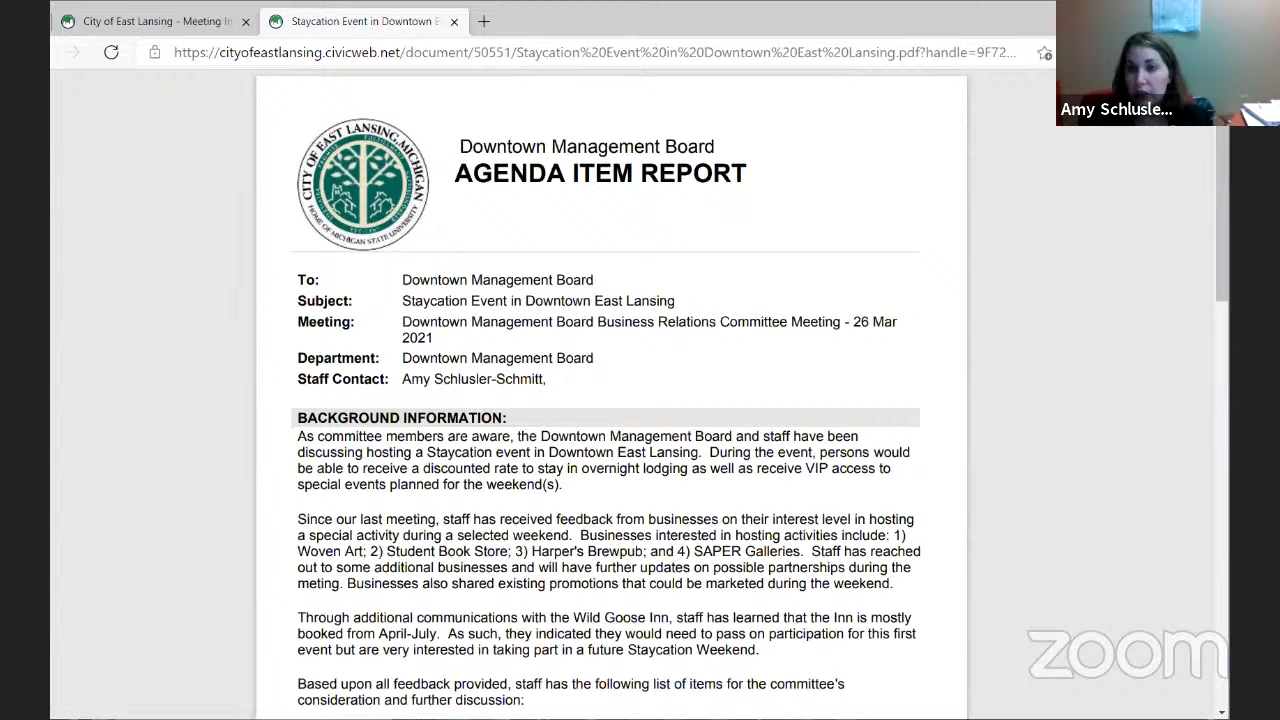 City of East Lansing - Meeting In
Staycation Event in Downtown E
https://cityofeastlansing.civicweb.net/document/50551/Staycation%20Event%20in%20Downtown%20East%20Lansing.pdf?handle=9F72...
Amy Schlusle...
CITY OF EAST LANSING, MICHIGAN
HOME OF MICHIGAN STATE UNIVERSITY
Downtown Management Board
AGENDA ITEM REPORT
To: Downtown Management Board
Subject: Staycation Event in Downtown East Lansing
Meeting: Downtown Management Board Business Relations Committee Meeting - 26 Mar
2021
Department: Downtown Management Board
Staff Contact: Amy Schlusler-Schmitt,
BACKGROUND INFORMATION:
As committee members are aware, the Downtown Management Board and staff have been
discussing hosting a Staycation event in Downtown East Lansing. During the event, persons would
be able to receive a discounted rate to stay in overnight lodging as well as receive VIP access to
special events planned for the weekend(s).
Since our last meeting, staff has received feedback from businesses on their interest level in hosting
a special activity during a selected weekend. Businesses interested in hosting activities include: 1)
Woven Art; 2) Student Book Store; 3) Harper's Brewpub; and 4) SAPER Galleries. Staff has reached
out to some additional businesses and will have further updates on possible partnerships during the
meting. Businesses also shared existing promotions that could be marketed during the weekend.
Through additional communications with the Wild Goose Inn, staff has learned that the Inn is mostly
booked from April-July. As such, they indicated they would need to pass on participation for this first
event but are very interested in taking part in a future Staycation Weekend.
Based upon all feedback provided, staff has the following list of items for the committee's
consideration and further discussion:
zoom